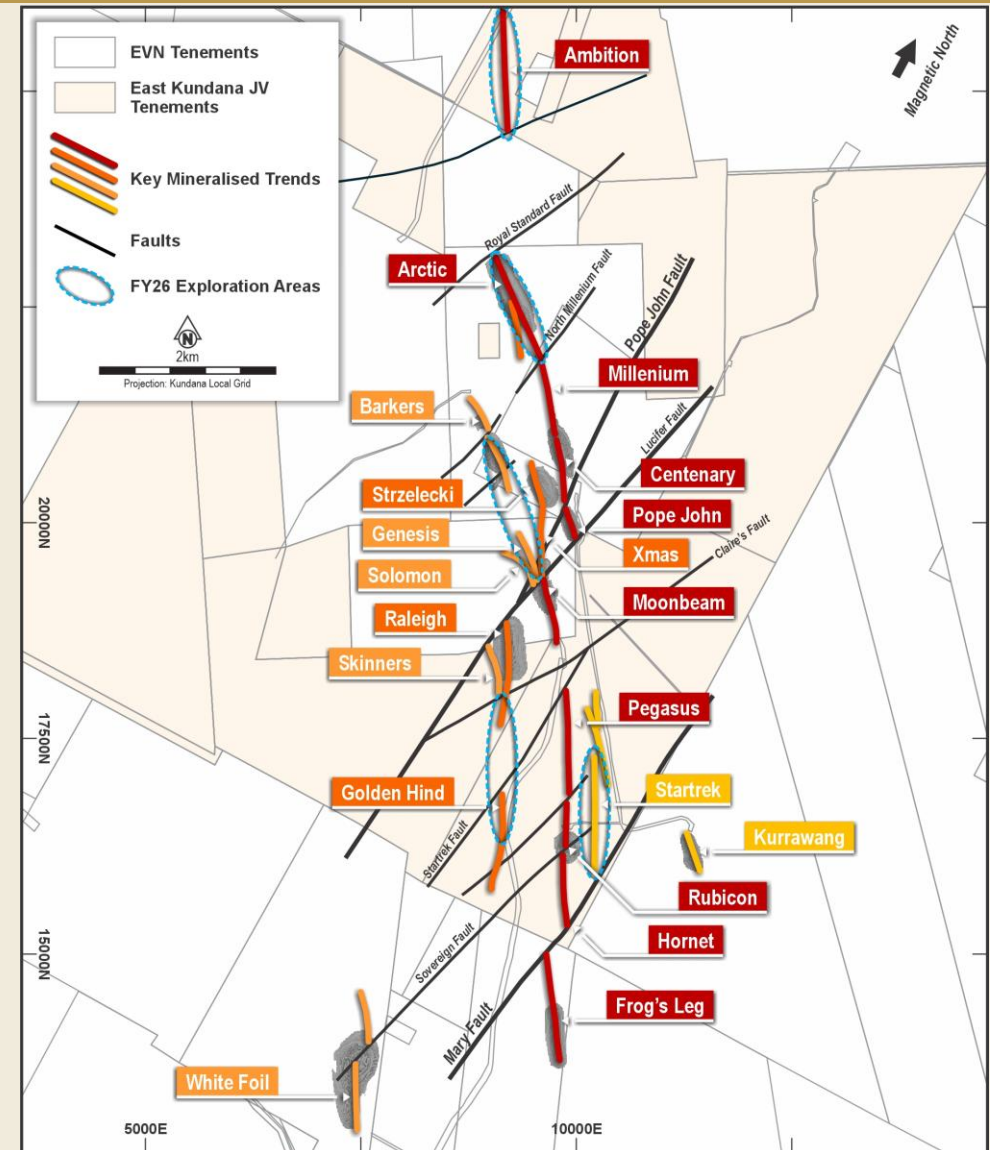 EVN Tenements
East Kundana JV
Tenements
Key Mineralised Trends
Faults
FY26 Exploration Areas
N
2km
Projection: Kundana Local Grid
Magnetic North
Ambition
Royal Standard Fault
Arctic
North Millenium Fault
Pope John Fault
Millenium
Barkers
Lucifer Fault
Centenary
Strzelecki
Pope John
20000N
Genesis
Xmas
Claire's Fault
Solomon
Moonbeam
Raleigh
Skinners
Pegasus
17500N
Golden Hind
Startrek
Startrek Fault
Kurrawang
Rubicon
Hornet
15000N
Sovereign Fault
Frog's Leg
Mary Fault
White Foil
5000E
10000E